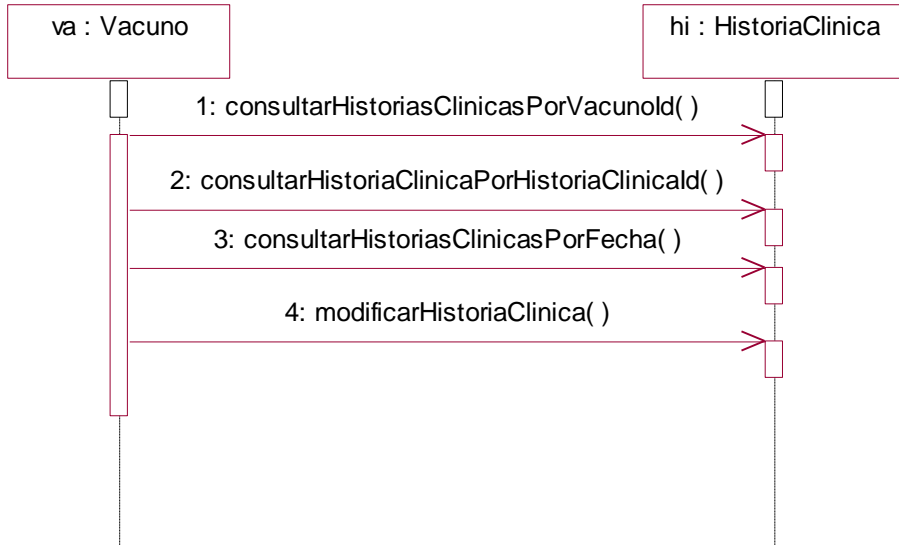 va : Vacuno
hi : HistoriaClinica
1: consultarHistoriasClinicasPorVacunoId( )
2: consultarHistoriaClinicaPorHistoriaClinicaId( )
3: consultarHistoriasClinicasPorFecha( )
4: modificarHistoriaClinica( )